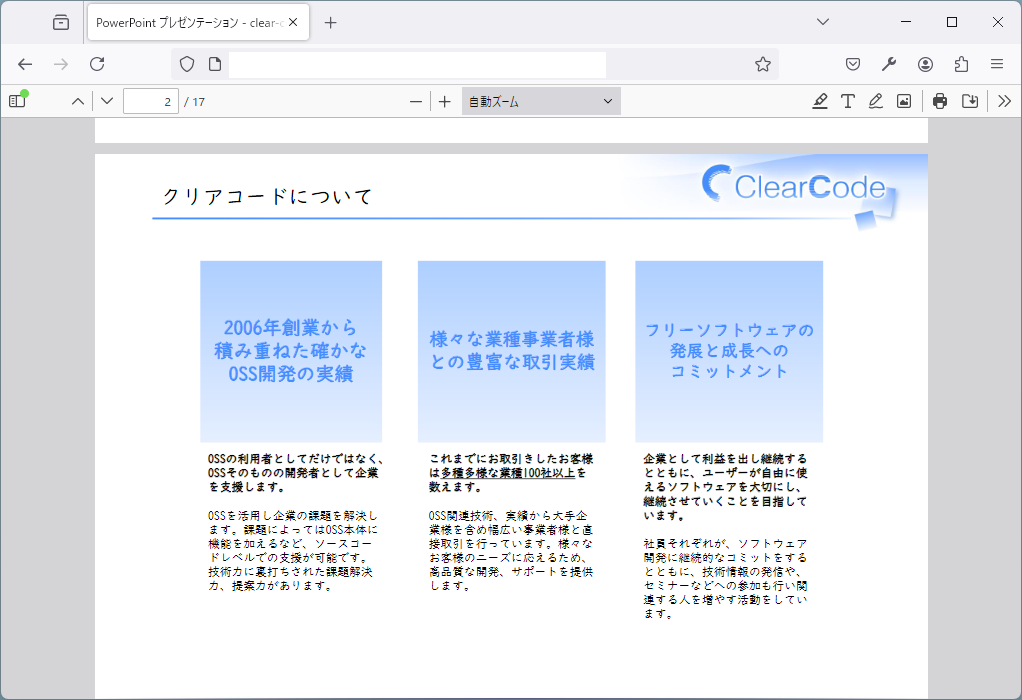 PowerPoint プレゼンテーション - clear-c
2 / 17
自動ズーム
クリアコードについて
ClearCode
2006年創業から
積み重ねた確かな
OSS開発の実績
様々な業種事業者様
との豊富な取引実績
フリーソフトウェアの
発展と成長への
コミットメント
OSSの利用者としてだけではなく、
OSSそのものの開発者として企業
を支援します。
OSSを活用し企業の課題を解決し
ます。課題によってはOSS本体に
機能を加えるなど、ソースコー
ドレベルでの支援が可能です。
技術力に裏打ちされた課題解決
力、提案力があります。
これまでにお取引きしたお客様
は多種多様な業種100社以上を
数えます。
OSS関連技術、実績から大手企
業様を含め幅広い事業者様と直
接取引を行っています。様々な
お客様のニーズに応えるため、
高品質な開発、サポートを提供
します。
企業として利益を出し継続する
とともに、ユーザーが自由に使
えるソフトウェアを大切にし、
継続させていくことを目指して
います。
社員それぞれが、ソフトウェア
開発に継続的なコミットをする
とともに、技術情報の発信や、
セミナーなどへの参加も行い関
連する人を増やす活動をしてい
ます。